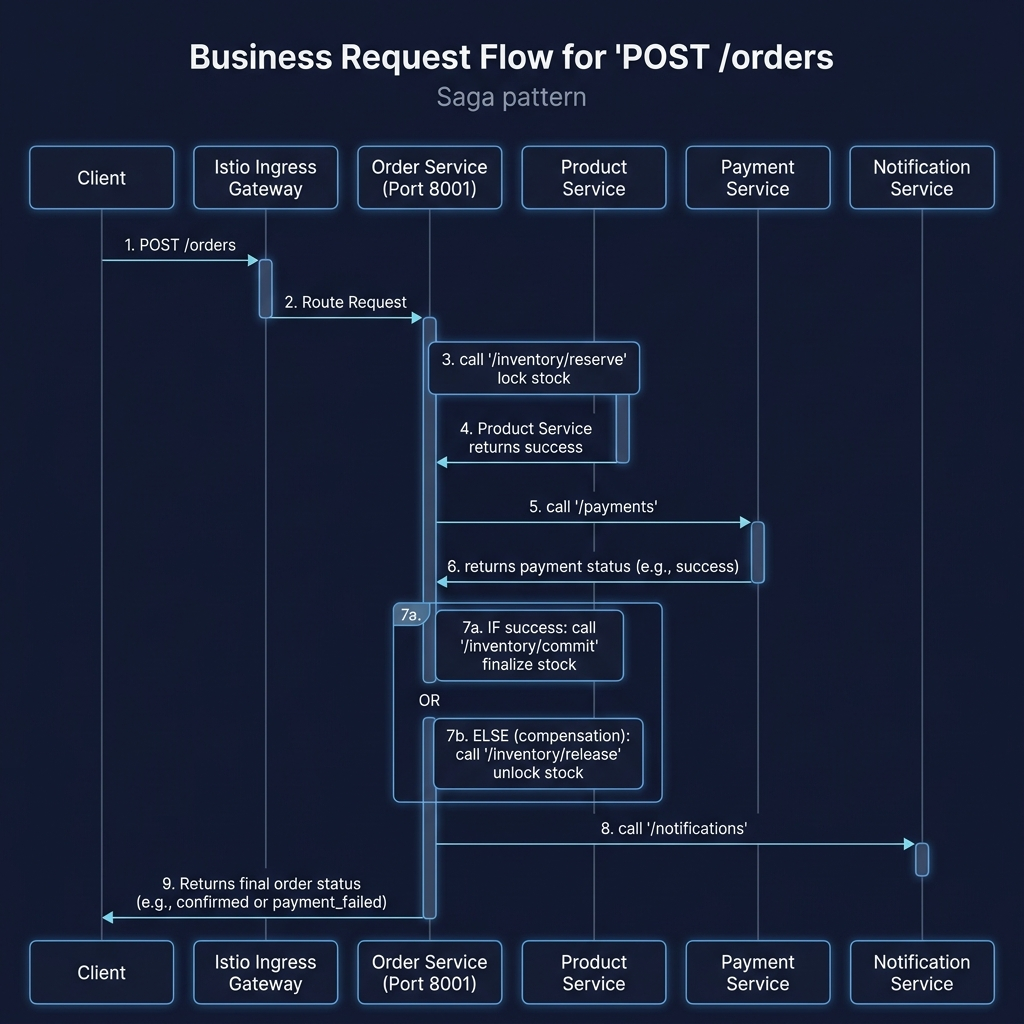 Business Request Flow for 'POST /orders
Saga pattern
Client
Istio Ingress
Gateway
Order Service
(Port 8001)
Product
Service
Payment
Service
Notification
Service
1. POST /orders
2. Route Request
3. call '/inventory/reserve'
lock stock
4. Product Service
returns success
5. call '/payments'
6. returns payment status (e.g., success)
7a.
7a. IF success: call
'/inventory/commit'
finalize stock
OR
7b. ELSE (compensation):
call '/inventory/release'
unlock stock
8. call '/notifications'
9. Returns final order status
(e.g., confirmed or payment_failed)
Client
Istio Ingress
Gateway
Order Service
(Port 8001)
Product
Service
Payment
Service
Notification
Service